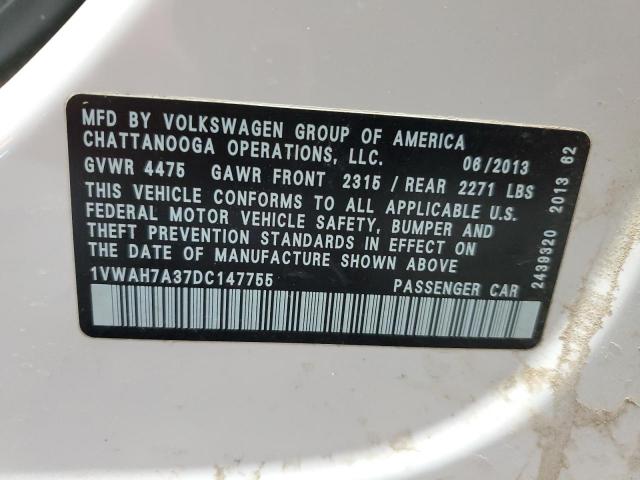 MFD BY VOLKSWAGEN GROUP OF AMERICA
CHATTANOOGA OPERATIONS, LLC. 06/2013
GVWR 4475 GAWR FRONT 2315 / REAR 2271 LBS
THIS VEHICLE CONFORMS TO ALL APPLICABLE U.S.
FEDERAL MOTOR VEHICLE SAFETY, BUMPER AND
THEFT PREVENTION STANDARDS IN EFFECT ON
THE DATE OF MANUFACTURE SHOWN ABOVE
1VWAH7A37DC147755 PASSENGER CAR
2439320 2013 62